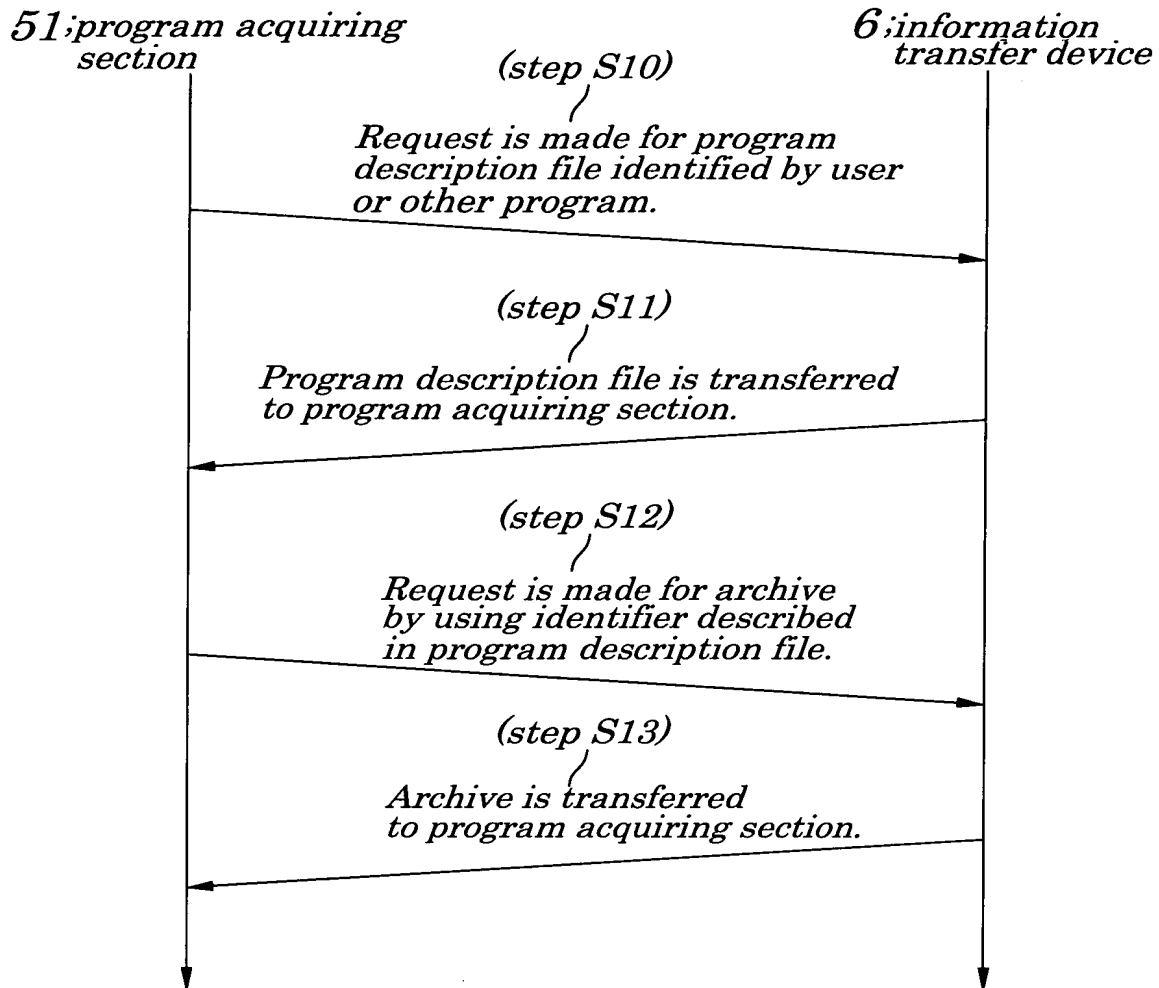 51;program acquiring
section
6;information
transfer device
(step S10)
Request is made for program
description file identified by user
or other program.
(step S11)
Program description file is transferred
to program acquiring section.
(step S12)
Request is made for archive
by using identifier described
in program description file.
(step S13)
Archive is transferred
to program acquiring section.